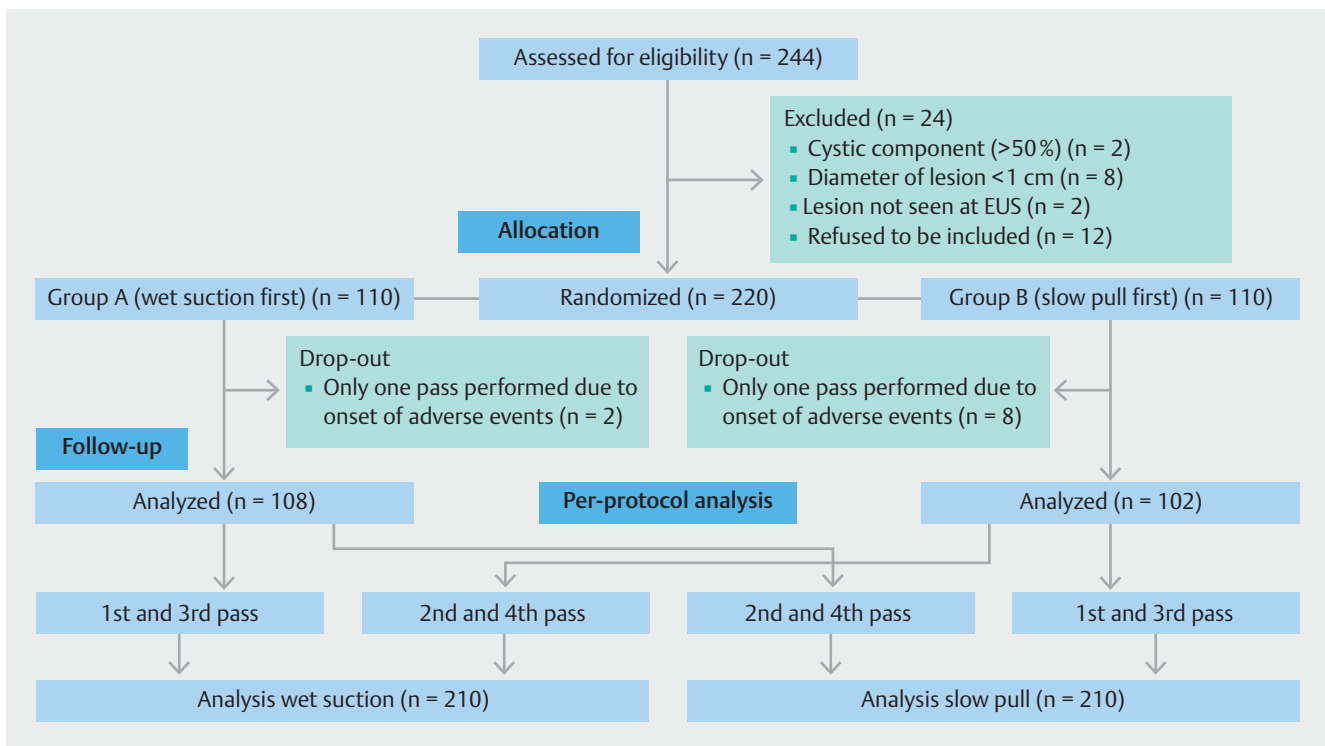 Assessed for eligibility (n = 244)
Excluded (n = 24)
▪ Cystic component (>50 %) (n = 2)
▪ Diameter of lesion <1 cm (n = 8)
▪ Lesion not seen at EUS (n = 2)
▪ Refused to be included (n = 12)
Allocation
Group A (wet suction first) (n = 110)
Randomized (n = 220)
Group B (slow pull first) (n = 110)
Drop-out
▪ Only one pass performed due to
onset of adverse events (n = 2)
Drop-out
▪ Only one pass performed due to
onset of adverse events (n = 8)
Follow-up
Analyzed (n = 108)
Per-protocol analysis
Analyzed (n = 102)
1st and 3rd pass
2nd and 4th pass
2nd and 4th pass
1st and 3rd pass
Analysis wet suction (n = 210)
Analysis slow pull (n = 210)